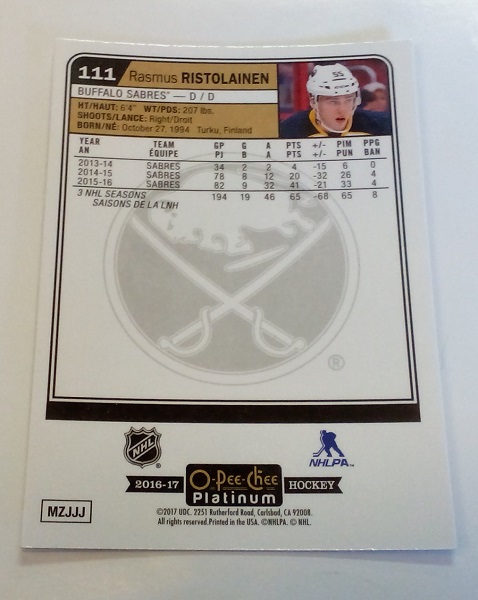 111 Rasmus RISTOLAINEN
BUFFALO SABRES™ — D / D
HT/HAUT: 6'4" WT/PDS: 207 lbs.
SHOOTS/LANCE: Right/Droit
BORN/NÉ: October 27, 1994 Turku, Finland
55
YEAR TEAM GP G A PTS +/- PIM PPG
AN ÉQUIPE PJ B A PTS +/- PUN BAN
2013-14 SABRES 34 2 2 4 -15 6 0
2014-15 SABRES 78 8 12 20 -32 26 4
2015-16 SABRES 82 9 32 41 -21 33 4
3 NHL SEASONS 194 19 46 65 -68 65 8
SAISONS DE LA LNH
®
NHL ®
NHLPA™
2016-17 O-Pee-Chee HOCKEY
Platinum
MZJJJ
©2017 UDC. 2251 Rutherford Road, Carlsbad, CA 92008.
All rights reserved. Printed in the USA. ©NHLPA. © NHL.